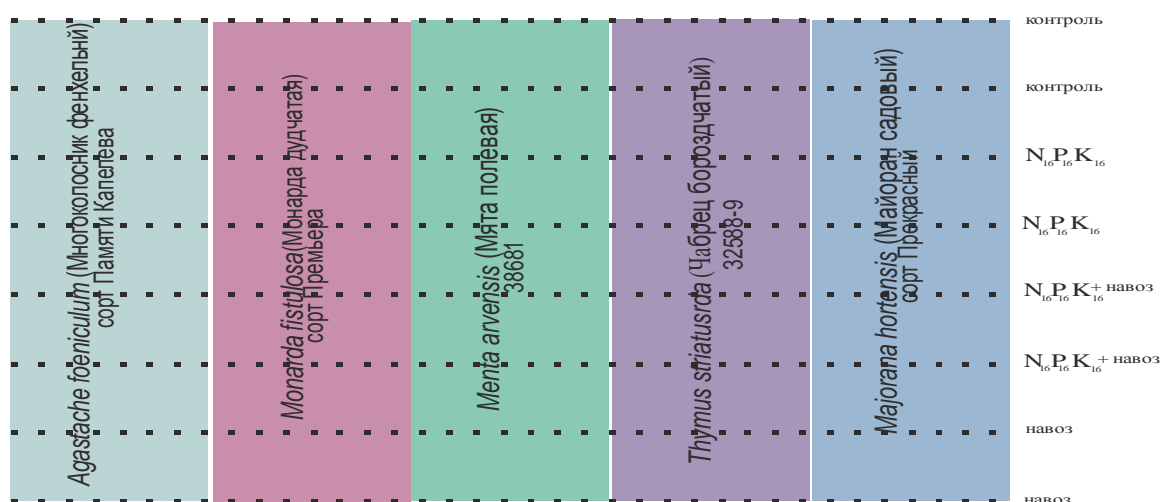 Agastache foeniculum (Многоколосник фенхельнй)
сорт Памяти Капелева
Monarda fistulosa(Монарда дудчатая)
сорт Премьера
Menta arvensis (Мята полевая)
38681
Thymus striatusrda (Чабрец бороздчатый)
32588-9
Majorana hortensis (Майоран садовый)
сорт Прекрасный
контроль
контроль
N16P16K16
N16P16K16
N16P16K16+ навоз
N16P16K16+ навоз
навоз
навоз